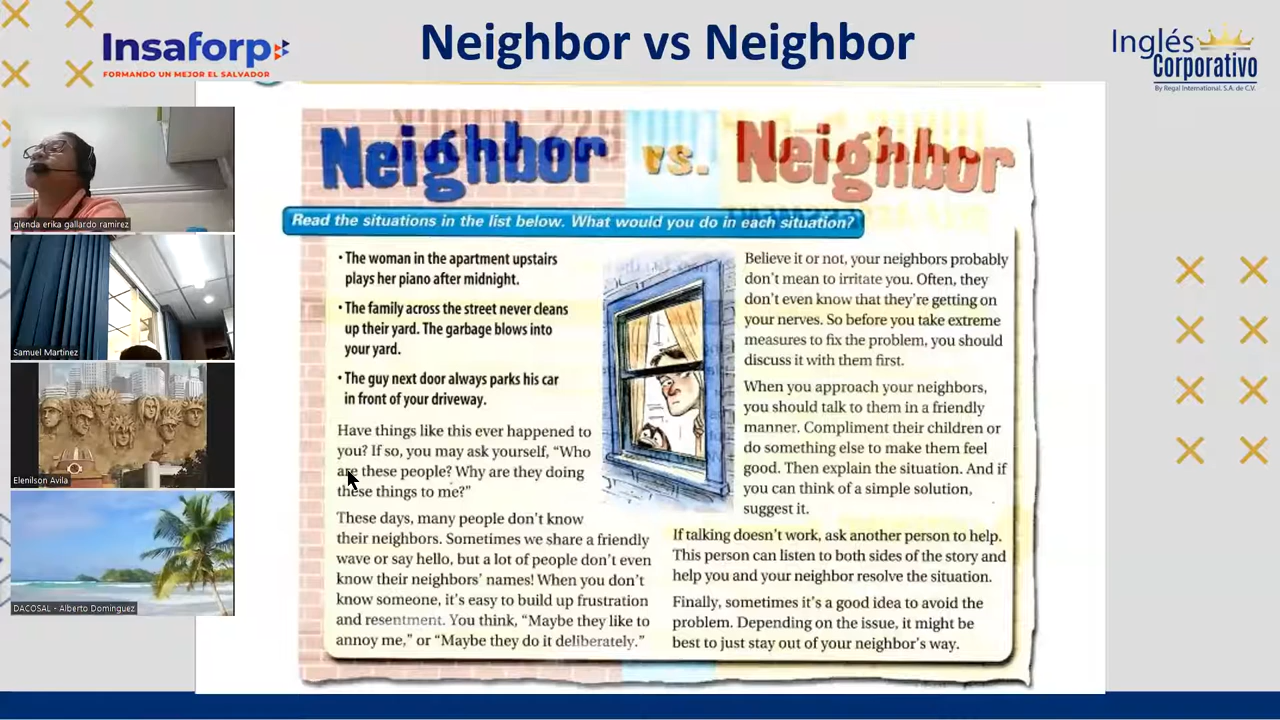 Neighbor vs Neighbor
Insaforp
FORMANDO UN MEJOR EL SALVADOR
Inglés
Corporativo
By Regal International, S.A. de C.V.
glenda erika gallardo ramirez
Samuel Martinez
Elenilson Avila
DACOSAL - Alberto Dominguez
Neighbor vs. Neighbor
Read the situations in the list below. What would you do in each situation?
• The woman in the apartment upstairs
plays her piano after midnight.
• The family across the street never cleans
up their yard. The garbage blows into
your yard.
• The guy next door always parks his car
in front of your driveway.
Have things like this ever happened to
you? If so, you may ask yourself, “Who
are these people? Why are they doing
these things to me?”
These days, many people don’t know
their neighbors. Sometimes we share a friendly
wave or say hello, but a lot of people don’t even
know their neighbors’ names! When you don’t
know someone, it’s easy to build up frustration
and resentment. You think, “Maybe they like to
annoy me,” or “Maybe they do it deliberately.”
Believe it or not, your neighbors probably
don’t mean to irritate you. Often, they
don’t even know that they’re getting on
your nerves. So before you take extreme
measures to fix the problem, you should
discuss it with them first.
When you approach your neighbors,
you should talk to them in a friendly
manner. Compliment their children or
do something else to make them feel
good. Then explain the situation. And if
you can think of a simple solution,
suggest it.
If talking doesn’t work, ask another person to help.
This person can listen to both sides of the story and
help you and your neighbor resolve the situation.
Finally, sometimes it’s a good idea to avoid the
problem. Depending on the issue, it might be
best to just stay out of your neighbor’s way.